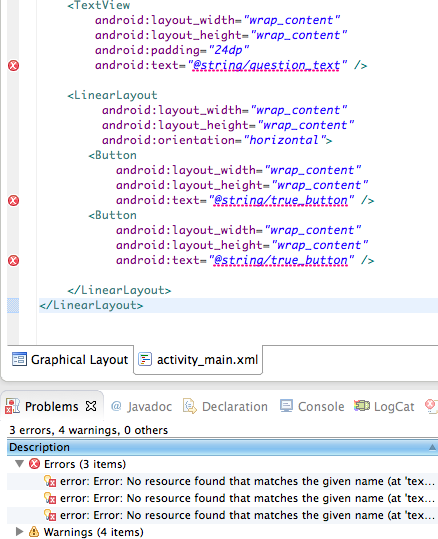 <TextView
android:layout_width="wrap_content"
android:layout_height="wrap_content"
android:padding="24dp"
android:text="@string/question_text" />
<LinearLayout
android:layout_width="wrap_content"
android:layout_height="wrap_content"
android:orientation="horizontal">
<Button
android:layout_width="wrap_content"
android:layout_height="wrap_content"
android:text="@string/true_button" />
<Button
android:layout_width="wrap_content"
android:layout_height="wrap_content"
android:text="@string/true_button" />
</LinearLayout>
</LinearLayout>
Graphical Layout activity_main.xml
Problems @ Javadoc Declaration Console LogCat
3 errors, 4 warnings, 0 others
Description
Errors (3 items)
error: Error: No resource found that matches the given name (at 'tex...
error: Error: No resource found that matches the given name (at 'tex...
error: Error: No resource found that matches the given name (at 'tex...
Warnings (4 items)